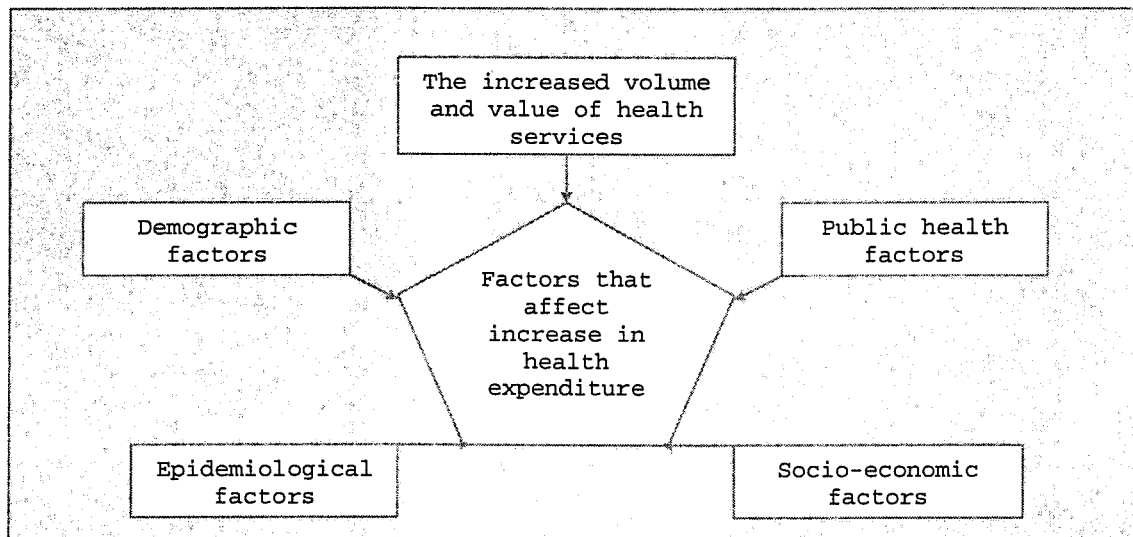 The increased volume
and value of health
services
Demographic
factors
Public health
factors
Factors that
affect
increase in
health
expenditure
Epidemiological
factors
Socio-economic
factors